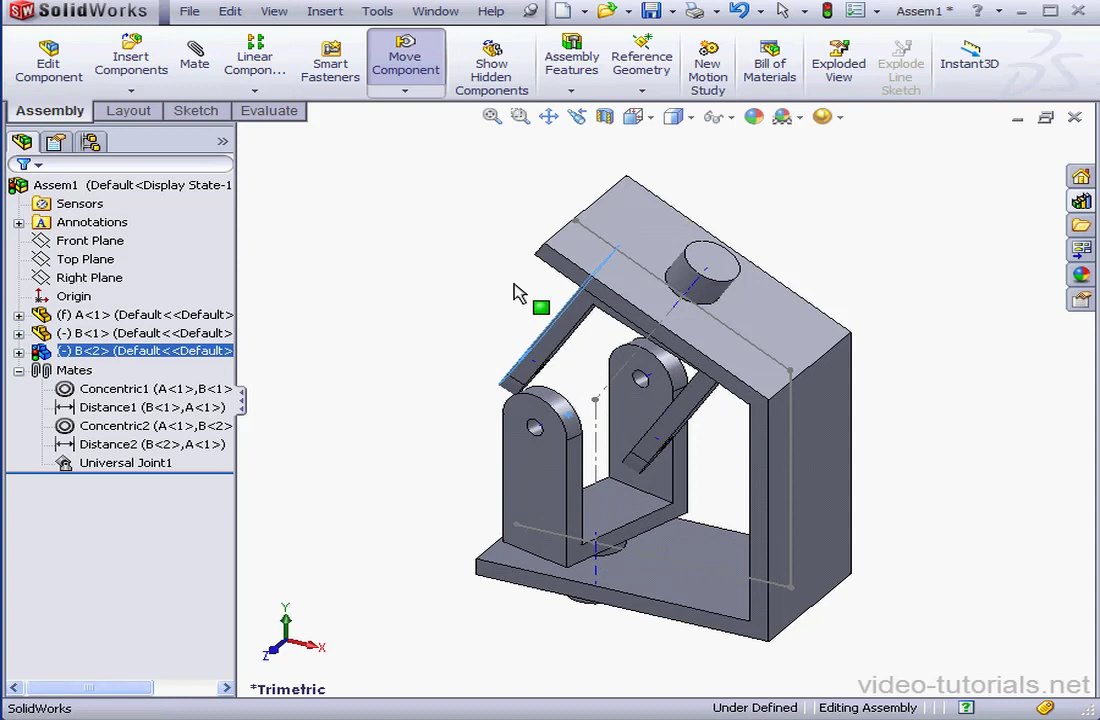 SolidWorks File Edit View Insert Tools Window Help Assem1 * ?
Edit Component
Insert Components
Mate
Linear Compon...
Smart Fasteners
Move Component
Show Hidden Components
Assembly Features
Reference Geometry
New Motion Study
Bill of Materials
Exploded View
Explode Line Sketch
Instant3D
Assembly Layout Sketch Evaluate
Assem1 (Default<Display State-1
Sensors
A Annotations
Front Plane
Top Plane
Right Plane
Origin
(f) A<1> (Default<<Default>
(-) B<1> (Default<<Default>
(-) B<2> (Default<<Default>
Mates
Concentric1 (A<1>,B<1>
Distance1 (B<1>,A<1>)
Concentric2 (A<1>,B<2>
Distance2 (B<2>,A<1>)
Universal Joint1
Y
X
Z
*Trimetric
video-tutorials.net
SolidWorks Under Defined Editing Assembly ?